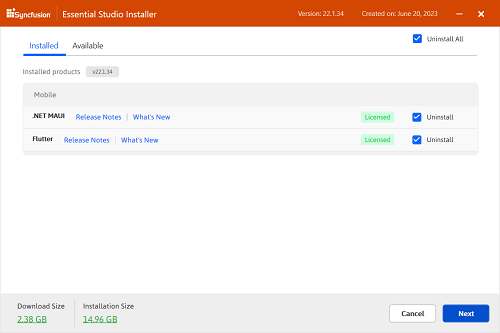 Syncfusion Essential Studio Installer Version: 22.1.34 Created on: June 20, 2023
Installed Available Uninstall All
Installed products v22.1.34
Mobile
.NET MAUI Release Notes What's New Licensed Uninstall
Flutter Release Notes What's New Licensed Uninstall
Download Size Installation Size
2.38 GB 14.96 GB Cancel Next